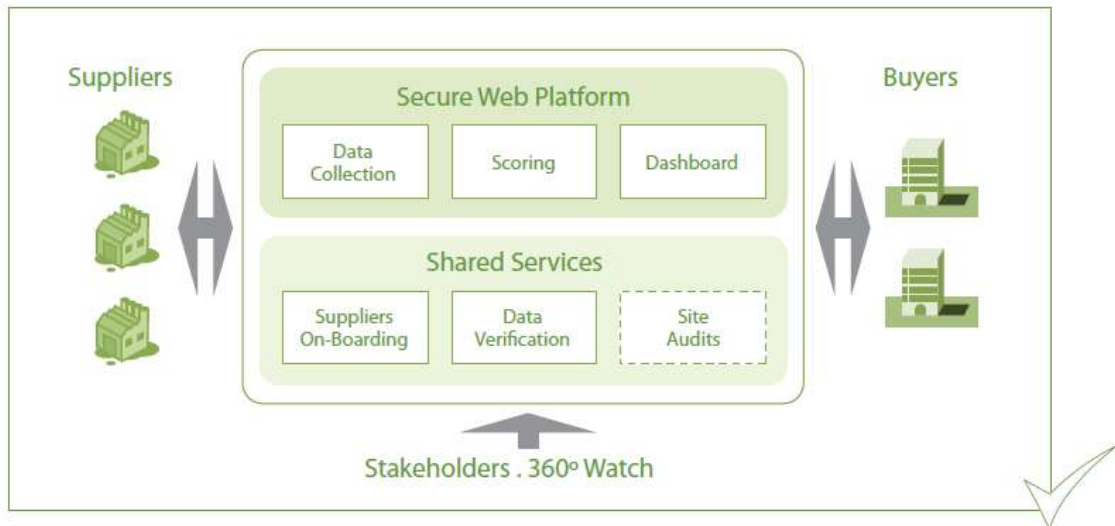 Suppliers
Buyers
Secure Web Platform
Data
Collection
Scoring
Dashboard
Shared Services
Suppliers
On-Boarding
Data
Verification
Site
Audits
Stakeholders . 360º Watch